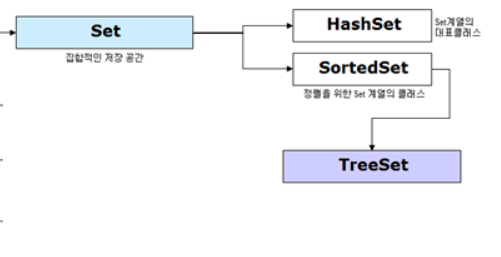 Set
집합적인 저장 공간
HashSet
Set계열의
대표클래스
SortedSet
정렬을 위한 Set 계열의 클래스
TreeSet